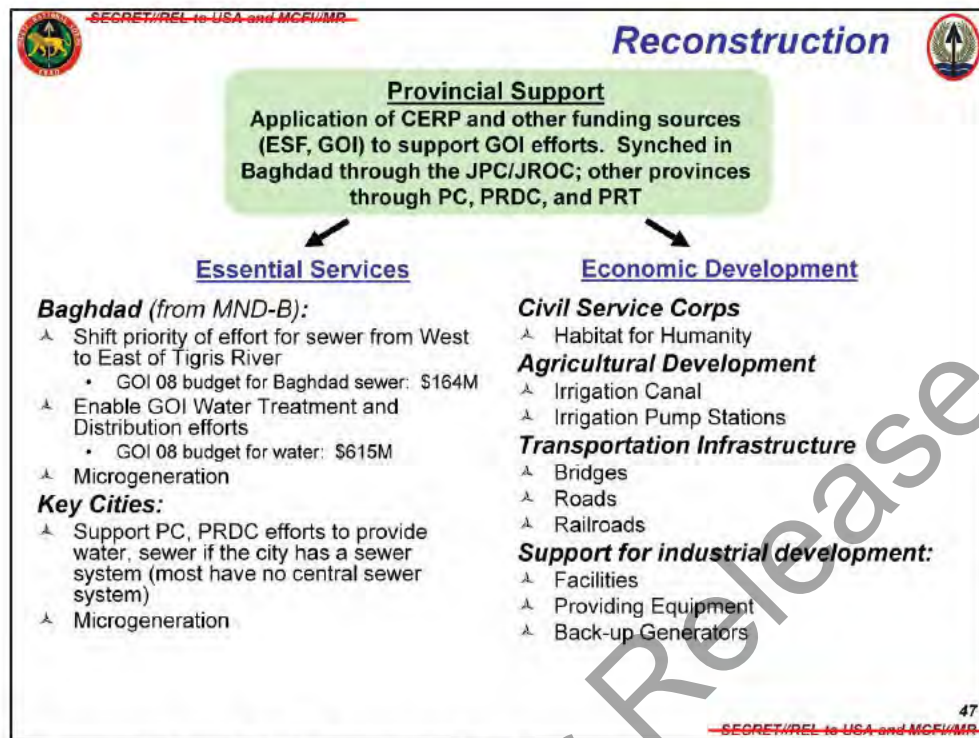 SECRET//REL to USA and MCFI//MR
Reconstruction
Provincial Support
Application of CERP and other funding sources
(ESF, GOI) to support GOI efforts. Synched in
Baghdad through the JPC/JROC; other provinces
through PC, PRDC, and PRT
Essential Services
Baghdad (from MND-B):
Shift priority of effort for sewer from West
to East of Tigris River
• GOI 08 budget for Baghdad sewer: $164M
Enable GOI Water Treatment and
Distribution efforts
• GOI 08 budget for water: $615M
Microgeneration
Key Cities:
Support PC, PRDC efforts to provide
water, sewer if the city has a sewer
system (most have no central sewer
system)
Microgeneration
Economic Development
Civil Service Corps
Habitat for Humanity
Agricultural Development
Irrigation Canal
Irrigation Pump Stations
Transportation Infrastructure
Bridges
Roads
Railroads
Support for industrial development:
Facilities
Providing Equipment
Back-up Generators
Release
47
SECRET//REL to USA and MCFI//MR